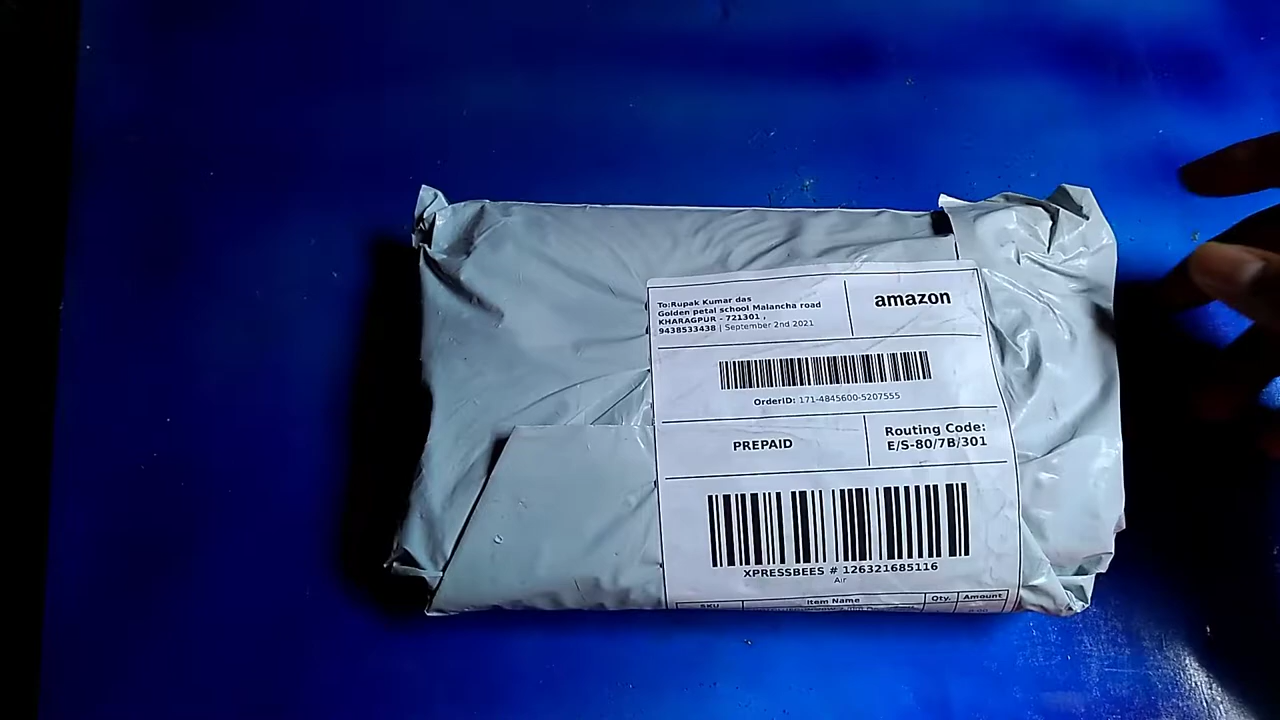 To:Rupak Kumar das
Golden petal school Malancha road
KHARAGPUR - 721301 ,
9438533438 | September 2nd 2021
amazon
OrderID: 171-4845600-5207555
PREPAID
Routing Code:
E/S-80/7B/301
XPRESSBEES # 126321685116
Air
SKU Item Name Qty. Amount